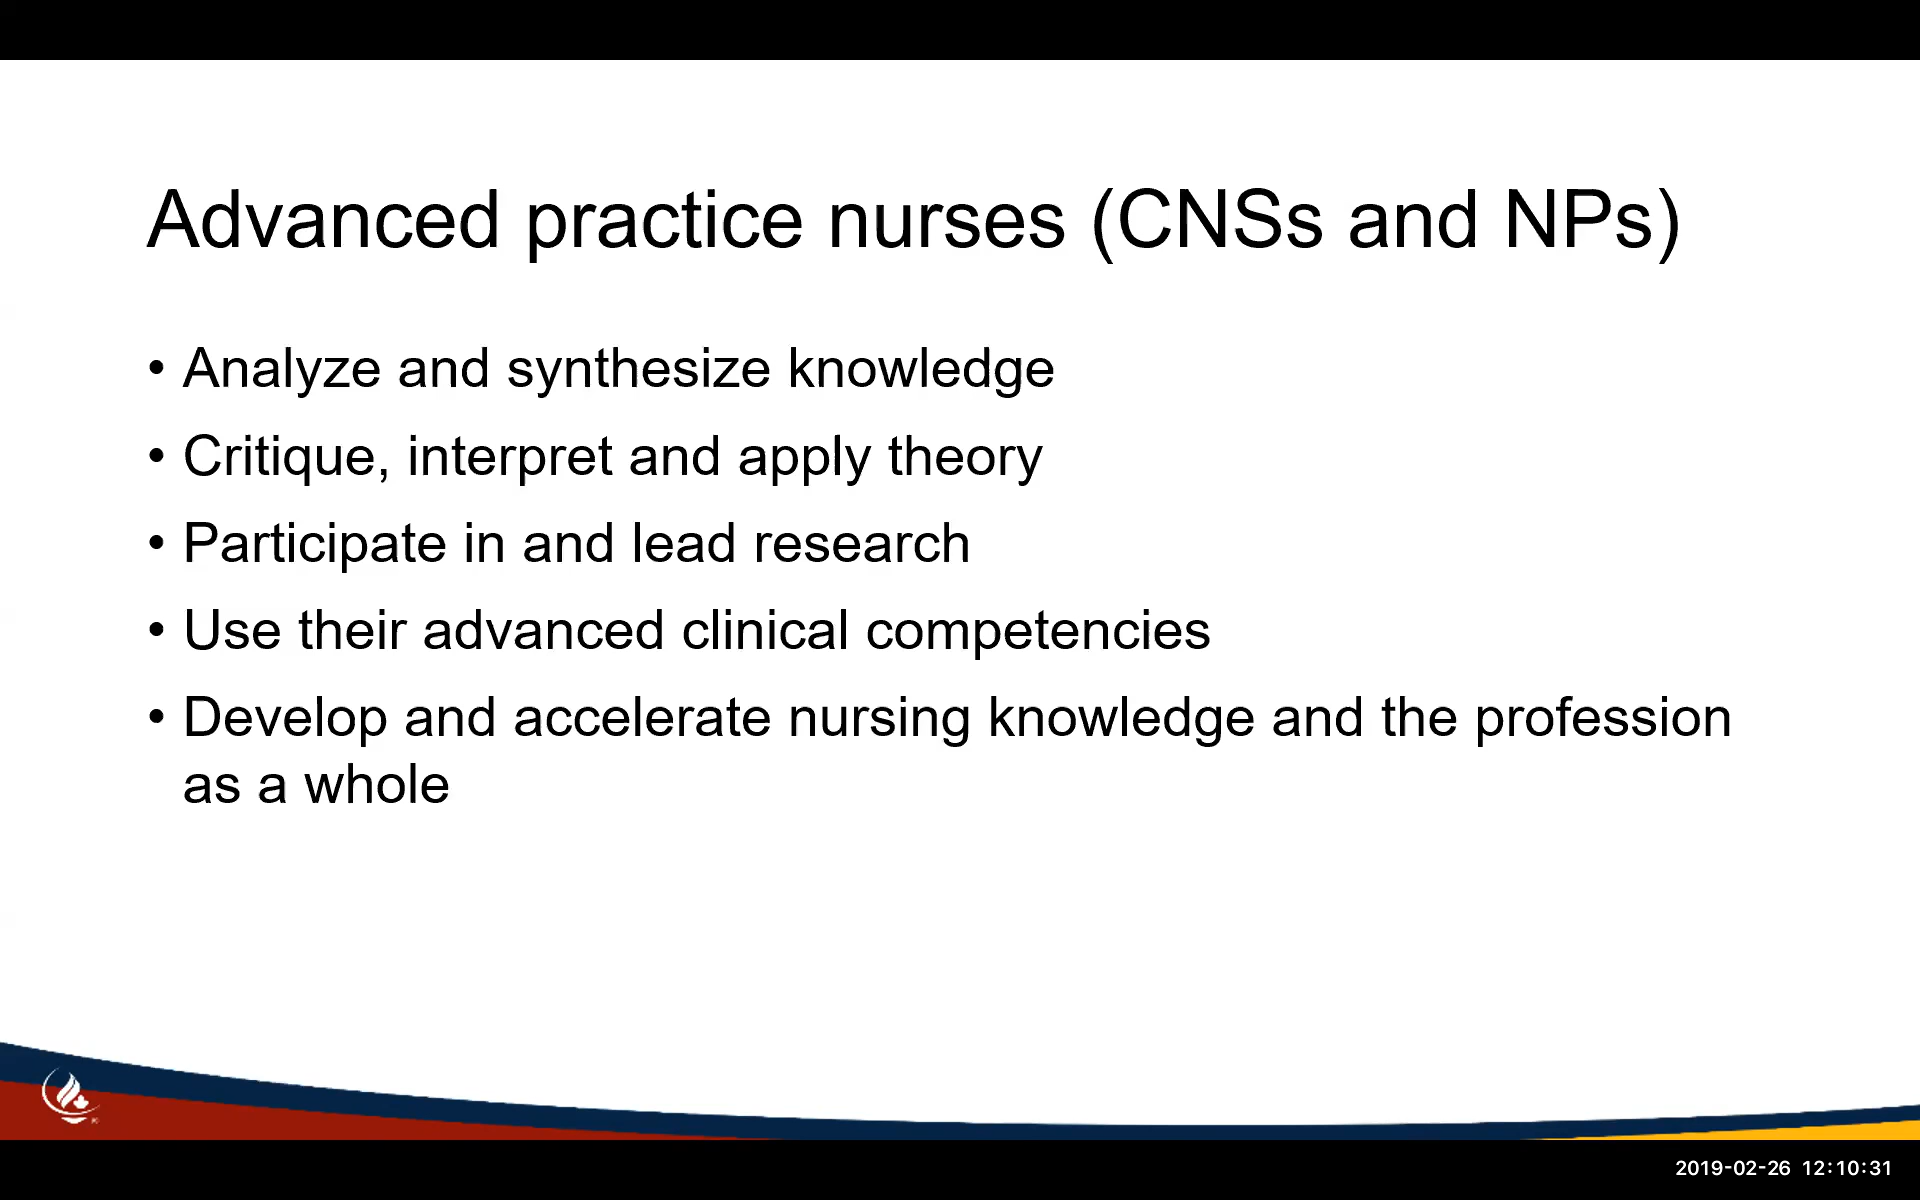 Advanced practice nurses (CNSs and NPs)
• Analyze and synthesize knowledge
• Critique, interpret and apply theory
• Participate in and lead research
• Use their advanced clinical competencies
• Develop and accelerate nursing knowledge and the profession
as a whole
2019-02-26 12:10:31